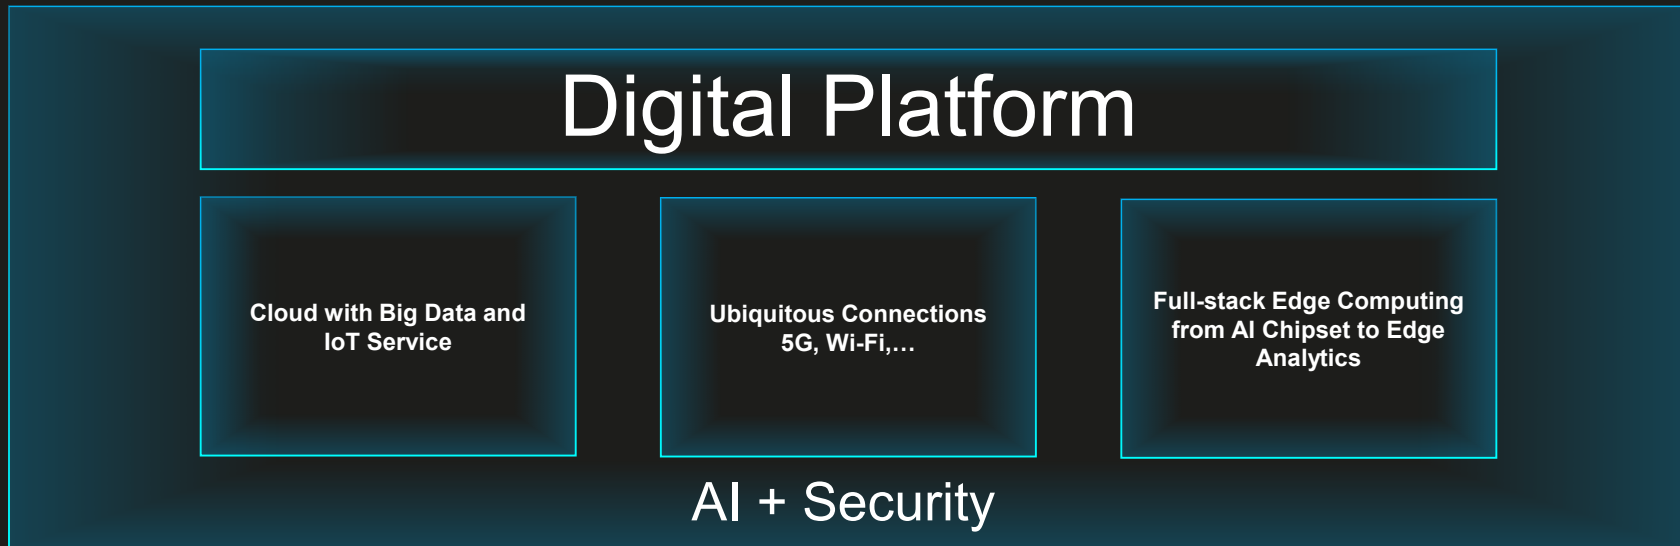 Digital Platform
Cloud with Big Data and
IoT Service
Ubiquitous Connections
5G, Wi-Fi,...
Full-stack Edge Computing
from AI Chipset to Edge
Analytics
AI + Security